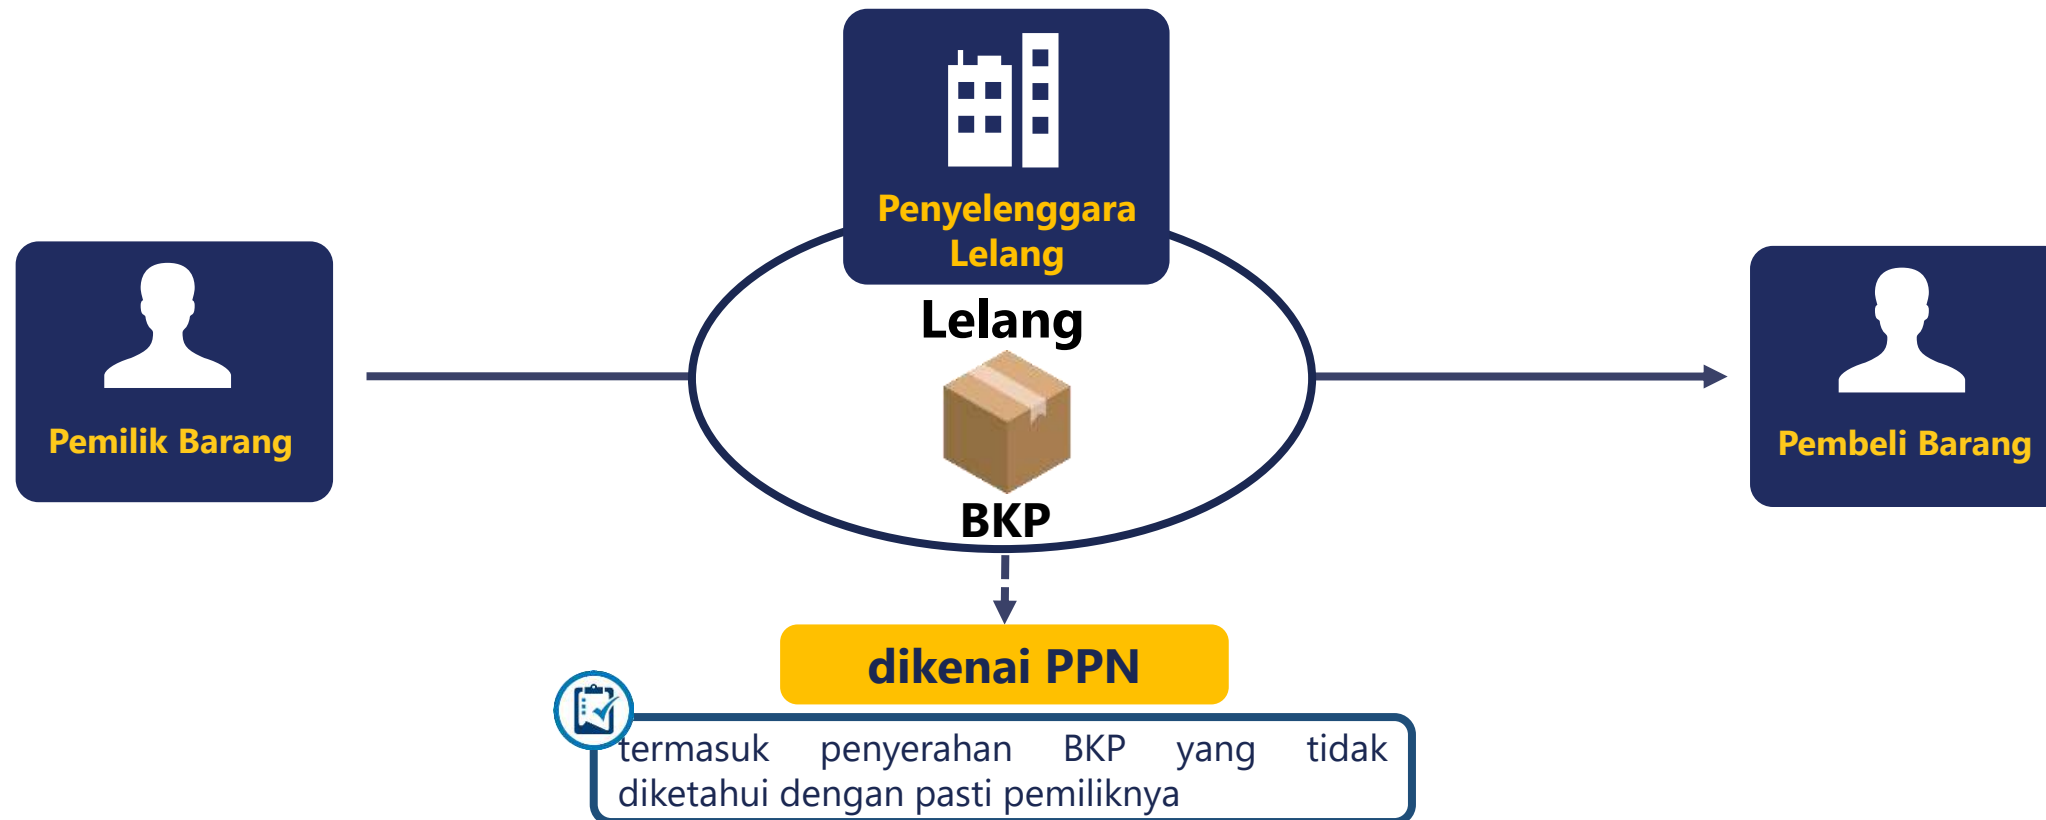 Penyelenggara
Lelang
Pemilik Barang
Lelang
BKP
Pembeli Barang
dikenai PPN
termasuk penyerahan BKP yang tidak
diketahui dengan pasti pemiliknya